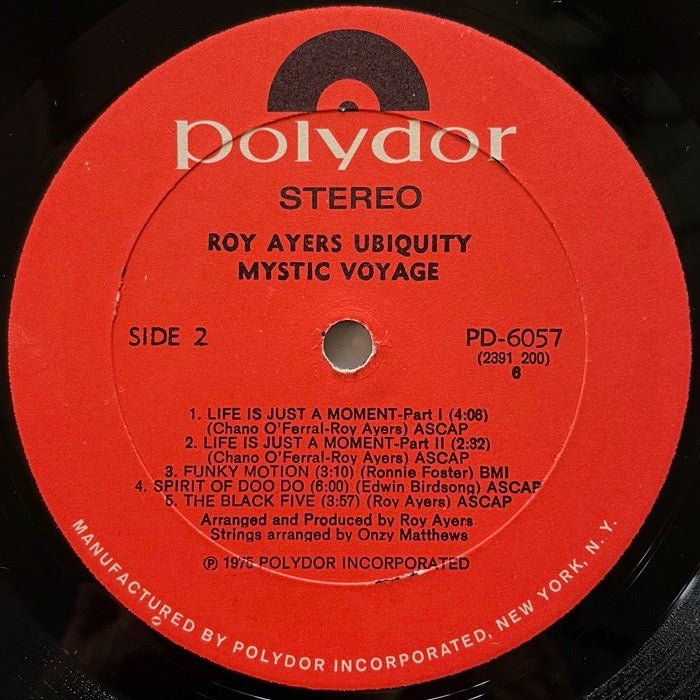 polydor
STEREO
ROY AYERS UBIQUITY
MYSTIC VOYAGE
SIDE 2
PD-6057
(2391 200)
6
1. LIFE IS JUST A MOMENT-Part I (4:06)
(Chano O'Ferral-Roy Ayers) ASCAP
2. LIFE IS JUST A MOMENT-Part II (2:32)
(Chano O'Ferral-Roy Ayers) ASCAP
3. FUNKY MOTION (3:10) (Ronnie Foster) BMI
4. SPIRIT OF DOO DO (6:00) (Edwin Birdsong) ASCAP
5. THE BLACK FIVE (3:57) (Roy Ayers) ASCAP
Arranged and Produced by Roy Ayers
Strings arranged by Onzy Matthews
℗ 1975 POLYDOR INCORPORATED
MANUFACTURED BY POLYDOR INCORPORATED, NEW YORK, N. Y.